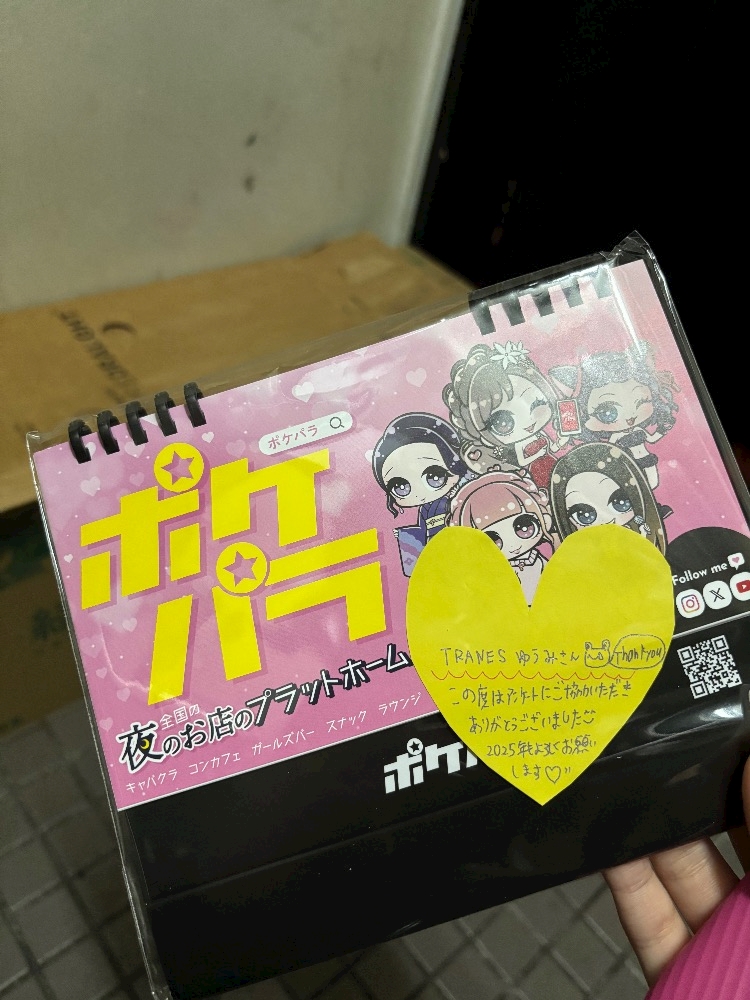 ポケパラ
ポケ
パラ
全国の
夜のお店のプラットホーム
キャバクラ コンカフェ ガールズバー スナック ラウンジ
Follow me
TRANES ゆうみさん Thank you
この度はアンケートにご協力いただき
ありがとうございました
2025年もよろしくお願い
します♡